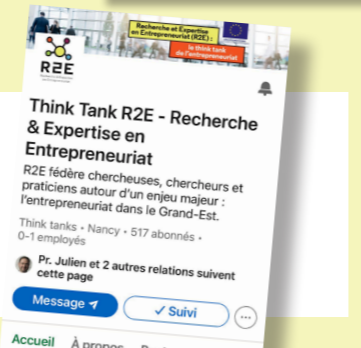 Recherche et Expertise
en Entrepreneuriat (R2E) :
le think tank
de l'entrepreneuriat
R2E
Think Tank R2E - Recherche
& Expertise en
Entrepreneuriat
R2E fédère chercheuses, chercheurs et
praticiens autour d'un enjeu majeur :
l'entrepreneuriat dans le Grand-Est.
Think tanks • Nancy • 517 abonnés •
0-1 employés
Pr. Julien et 2 autres relations suivent
cette page
Message
✓ Suivi
Accueil À propos